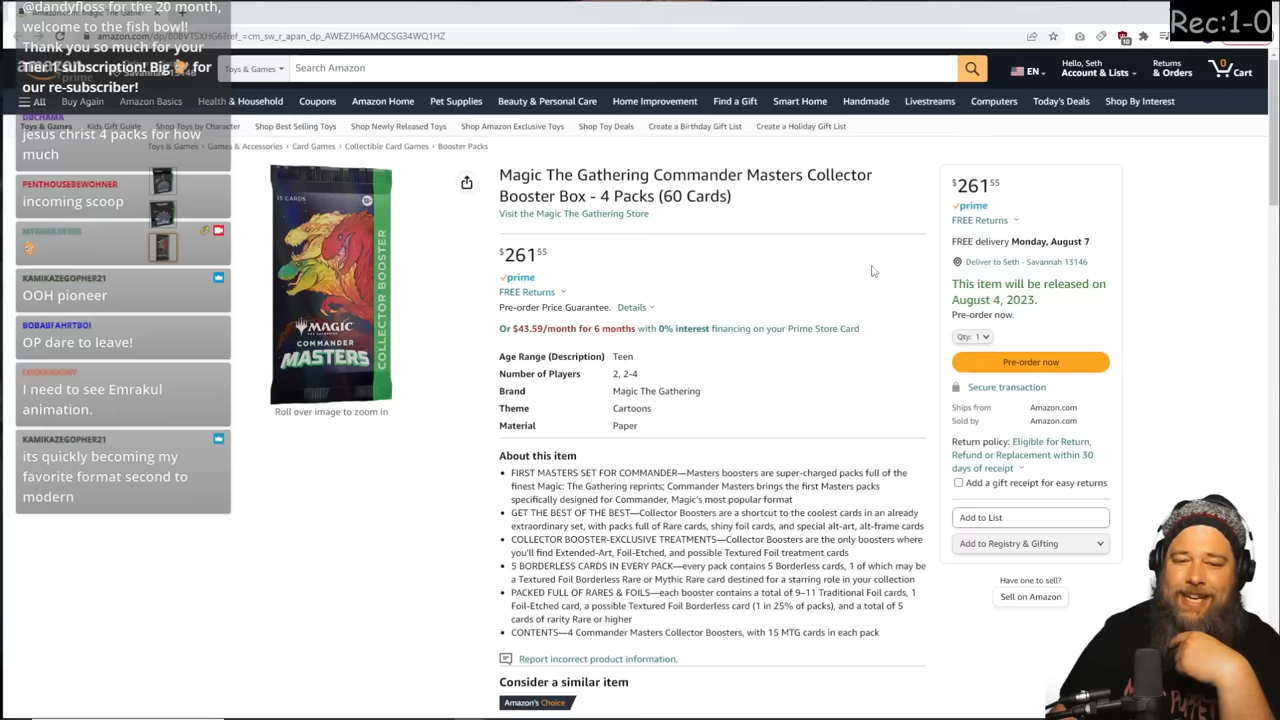 @dandyfloss for the 20 month,
welcome to the fish bowl!
Thank you so much for your
Tier 1 subscription! Big for
our re-subscriber!
DBCHAMA
jesus christ 4 packs for how
much
PENTHOUSEBEWOHNER
incoming scoop
KAMIKAZEGOPHER21
OOH pioneer
BOBABFAHRTBOI
OP dare to leave!
I need to see Emrakul
animation.
KAMIKAZEGOPHER21
its quickly becoming my
favorite format second to
modern
Rec:1-0
prime
Savannah 13146
Toys & Games
Search Amazon
EN
Hello, Seth
Account & Lists
Returns
& Orders
0
Cart
All
Buy Again
Amazon Basics
Health & Household
Coupons
Amazon Home
Pet Supplies
Beauty & Personal Care
Home Improvement
Find a Gift
Smart Home
Handmade
Livestreams
Computers
Today's Deals
Shop By Interest
Toys & Games
Kids Gift Guide
Shop Toys by Character
Shop Best Selling Toys
Shop Newly Released Toys
Shop Amazon Exclusive Toys
Shop Toy Deals
Create a Birthday Gift List
Create a Holiday Gift List
Toys & Games › Games & Accessories › Card Games › Collectible Card Games › Booster Packs
15 CARDS
MAGIC
THE GATHERING
COMMANDER
MASTERS
COLLECTOR BOOSTER
Roll over image to zoom in
Magic The Gathering Commander Masters Collector
Booster Box - 4 Packs (60 Cards)
Visit the Magic The Gathering Store
$261 55
prime
FREE Returns
Pre-order Price Guarantee. Details
Or $43.59/month for 6 months with 0% interest financing on your Prime Store Card
Age Range (Description) Teen
Number of Players 2, 2-4
Brand Magic The Gathering
Theme Cartoons
Material Paper
About this item
• FIRST MASTERS SET FOR COMMANDER—Masters boosters are super-charged packs full of the
finest Magic: The Gathering reprints; Commander Masters brings the first Masters packs
specifically designed for Commander, Magic's most popular format
• GET THE BEST OF THE BEST—Collector Boosters are a shortcut to the coolest cards in an already
extraordinary set, with packs full of Rare cards, shiny foil cards, and special alt-art, alt-frame cards
• COLLECTOR BOOSTER-EXCLUSIVE TREATMENTS—Collector Boosters are the only boosters where
you'll find Extended-Art, Foil-Etched, and possible Textured Foil treatment cards
• 5 BORDERLESS CARDS IN EVERY PACK—every pack contains 5 Borderless cards, 1 of which may be
a Textured Foil Borderless Rare or Mythic Rare card destined for a starring role in your collection
• PACKED FULL OF RARES & FOILS—each booster contains a total of 9–11 Traditional Foil cards, 1
Foil-Etched card, a possible Textured Foil Borderless card (1 in 25% of packs), and a total of 5
cards of rarity Rare or higher
• CONTENTS—4 Commander Masters Collector Boosters, with 15 MTG cards in each pack
Report incorrect product information.
Consider a similar item
Amazon's Choice
$261 55
prime
FREE Returns
FREE delivery Monday, August 7
Deliver to Seth - Savannah 13146
This item will be released on
August 4, 2023.
Pre-order now.
Qty: 1
Pre-order now
Secure transaction
Ships from Amazon.com
Sold by Amazon.com
Return policy: Eligible for Return,
Refund or Replacement within 30
days of receipt
Add a gift receipt for easy returns
Add to List
Add to Registry & Gifting
Have one to sell?
Sell on Amazon